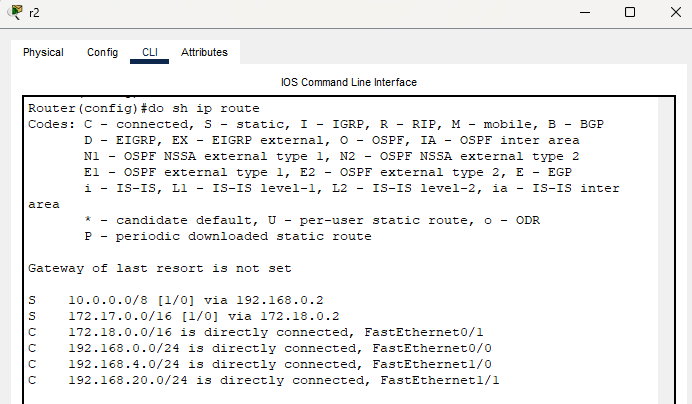 r2
Physical Config CLI Attributes
IOS Command Line Interface
Router(config)#do sh ip route
Codes: C - connected, S - static, I - IGRP, R - RIP, M - mobile, B - BGP
D - EIGRP, EX - EIGRP external, O - OSPF, IA - OSPF inter area
N1 - OSPF NSSA external type 1, N2 - OSPF NSSA external type 2
E1 - OSPF external type 1, E2 - OSPF external type 2, E - EGP
i - IS-IS, L1 - IS-IS level-1, L2 - IS-IS level-2, ia - IS-IS inter
area
* - candidate default, U - per-user static route, o - ODR
P - periodic downloaded static route
Gateway of last resort is not set
S 10.0.0.0/8 [1/0] via 192.168.0.2
S 172.17.0.0/16 [1/0] via 172.18.0.2
C 172.18.0.0/16 is directly connected, FastEthernet0/1
C 192.168.0.0/24 is directly connected, FastEthernet0/0
C 192.168.4.0/24 is directly connected, FastEthernet1/0
C 192.168.20.0/24 is directly connected, FastEthernet1/1